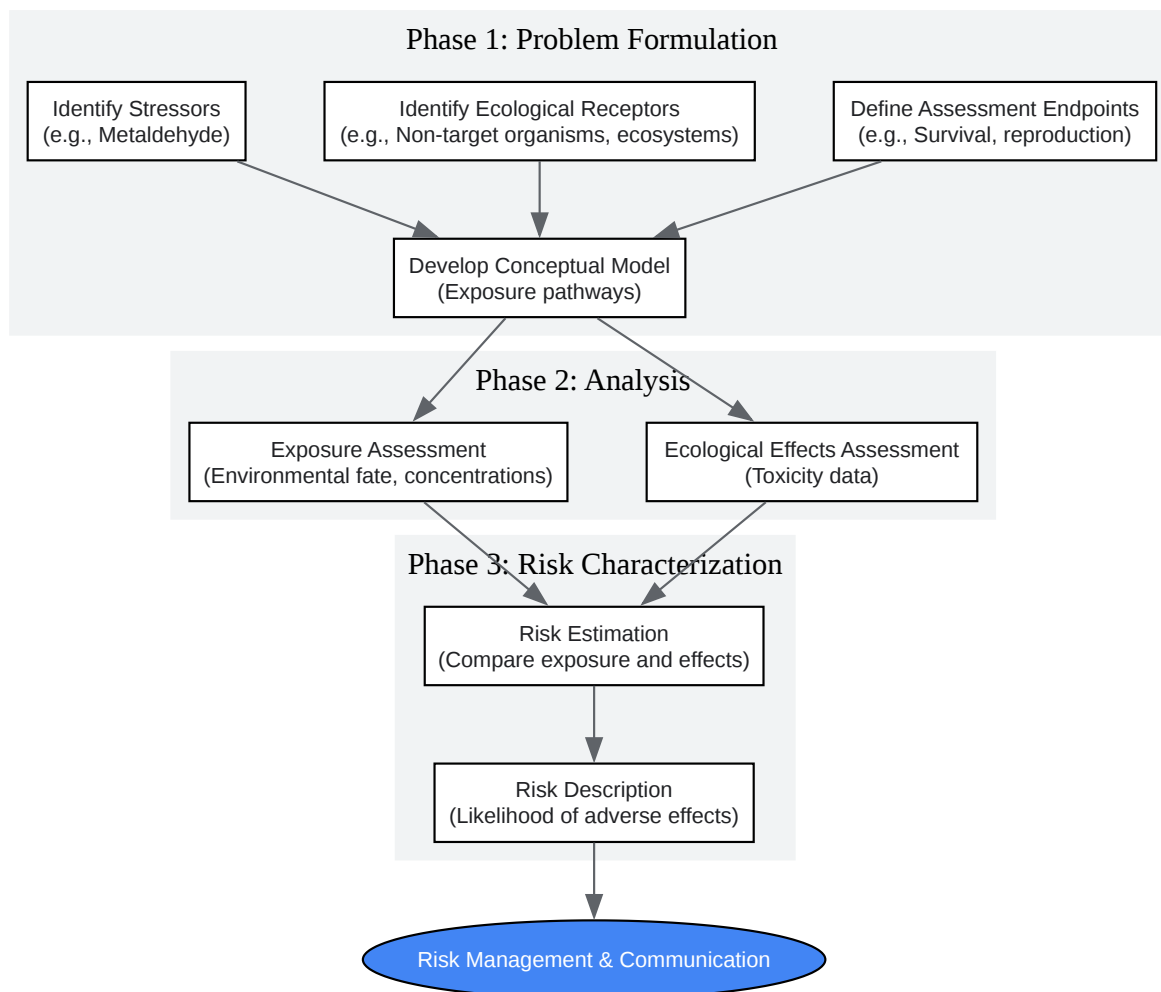 Phase 1: Problem Formulation
Identify Stressors
(e.g., Metaldehyde)
Identify Ecological Receptors
(e.g., Non-target organisms, ecosystems)
Define Assessment Endpoints
(e.g., Survival, reproduction)
Develop Conceptual Model
(Exposure pathways)
Phase 2: Analysis
Exposure Assessment
(Environmental fate, concentrations)
Ecological Effects Assessment
(Toxicity data)
Phase 3: Risk Characterization
Risk Estimation
(Compare exposure and effects)
Risk Description
(Likelihood of adverse effects)
Risk Management & Communication